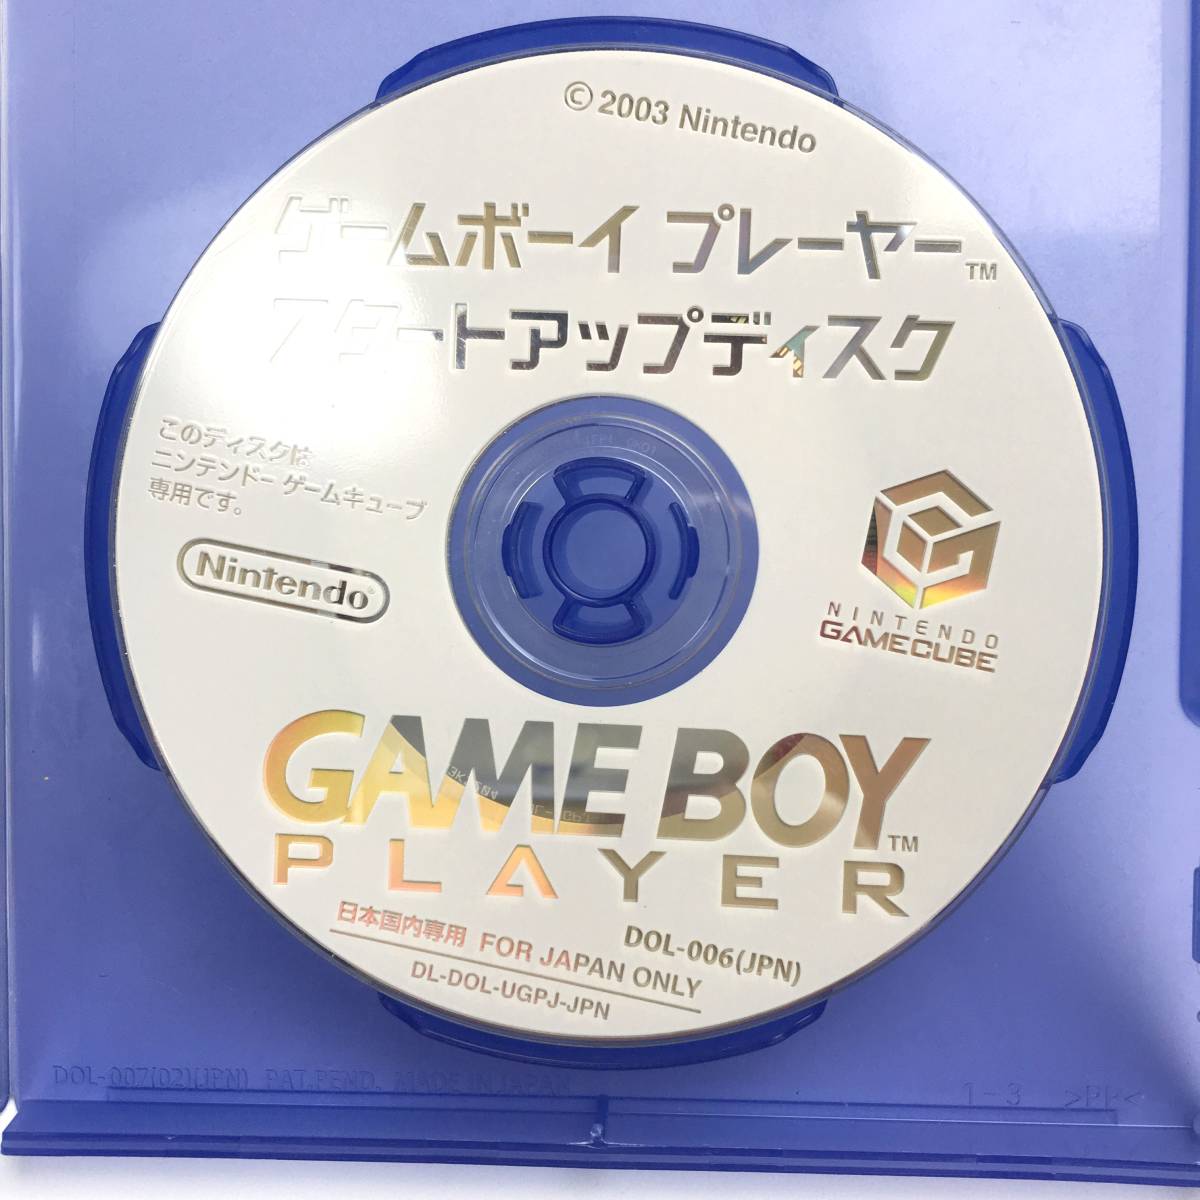 © 2003 Nintendo
ゲームボーイ プレーヤー™
スタートアップディスク
このディスクは
ニンテンドー ゲームキューブ
専用です。
Nintendo®
NINTENDO
GAMECUBE
GAME BOY™
PLAYER
DOL-006(JPN)
日本国内専用 FOR JAPAN ONLY
DL-DOL-UGPJ-JPN
DOL-007(02)(JPN) PAT.PEND. MADE IN JAPAN
1-3 >PP<